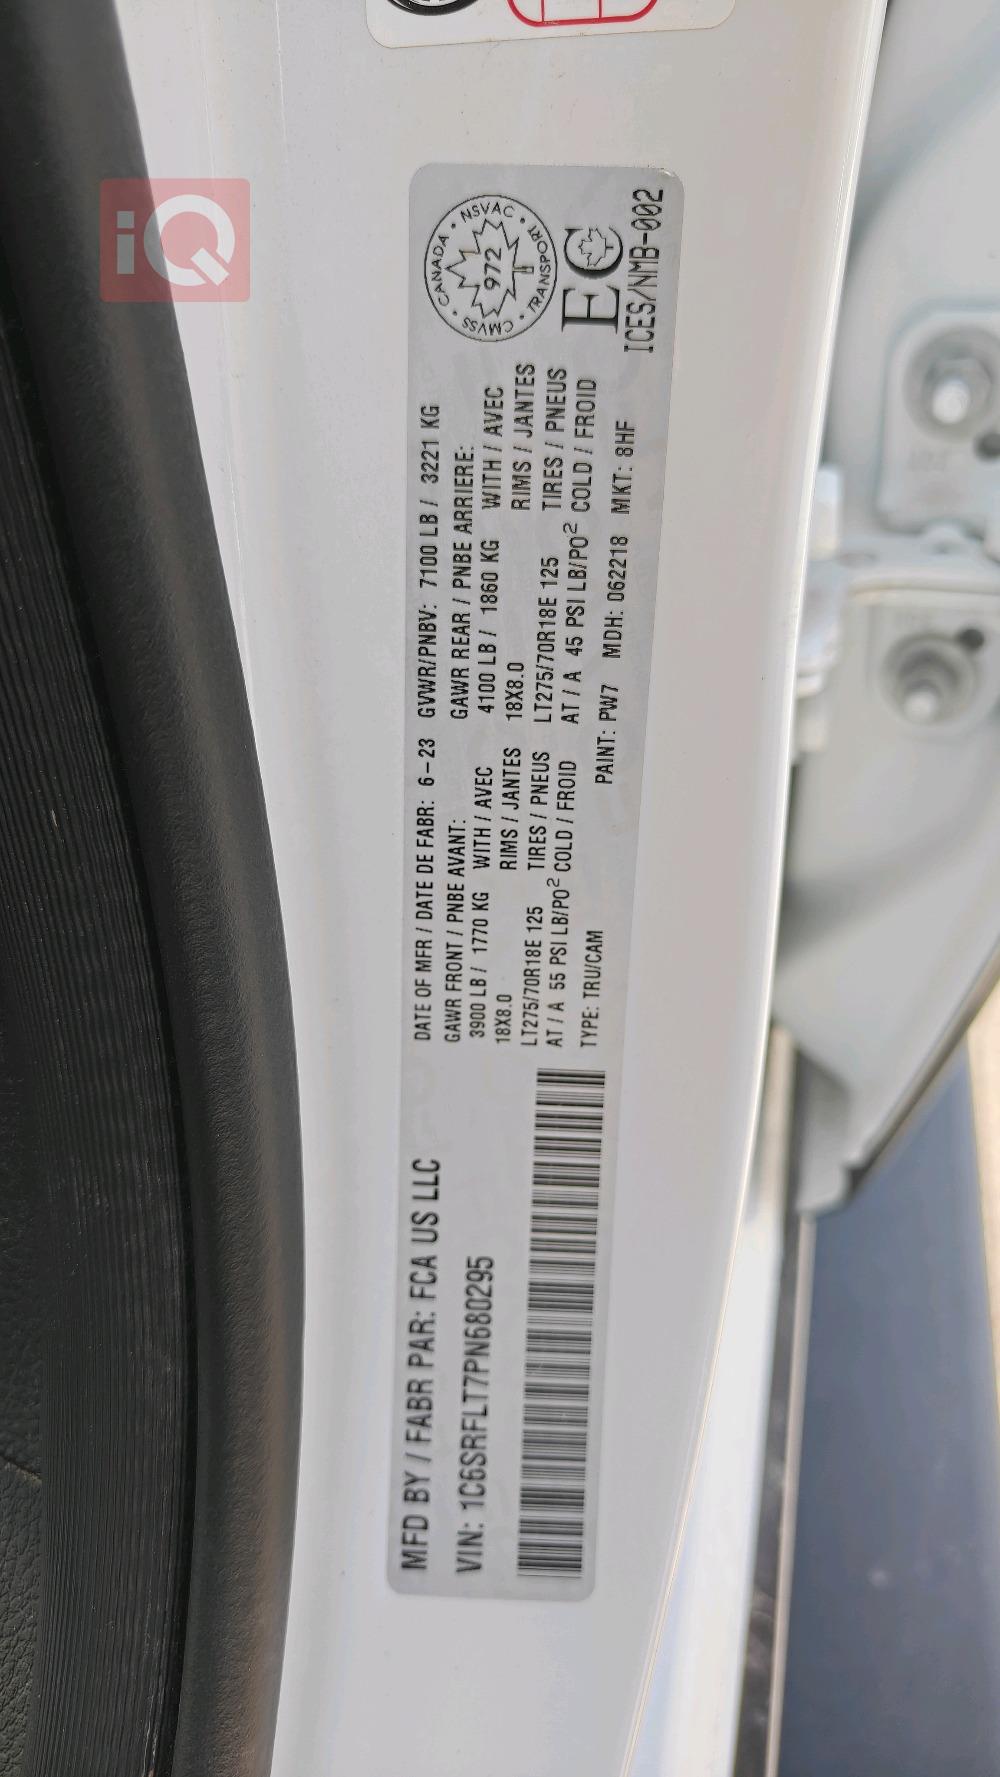 iQ
MFD BY / FABR PAR: FCA US LLC
VIN: 1C6SRFLT7PN680295
DATE OF MFR / DATE DE FABR: 6-23 GVWR/PNBV: 7100 LB / 3221 KG
GAWR FRONT / PNBE AVANT:
3900 LB / 1770 KG WITH / AVEC
18X8.0 RIMS / JANTES
LT275/70R18E 125 TIRES / PNEUS
AT / A 55 PSI LB/PO² COLD / FROID
GAWR REAR / PNBE ARRIERE:
4100 LB / 1860 KG WITH / AVEC
18X8.0 RIMS / JANTES
LT275/70R18E 125 TIRES / PNEUS
AT / A 45 PSI LB/PO² COLD / FROID
TYPE: TRU/CAM PAINT: PW7 MDH: 062218 MKT: 8HF
CANADA • NSVAC • TRANSPORT • CMVSS •
972
EC
ICES/NMB-002